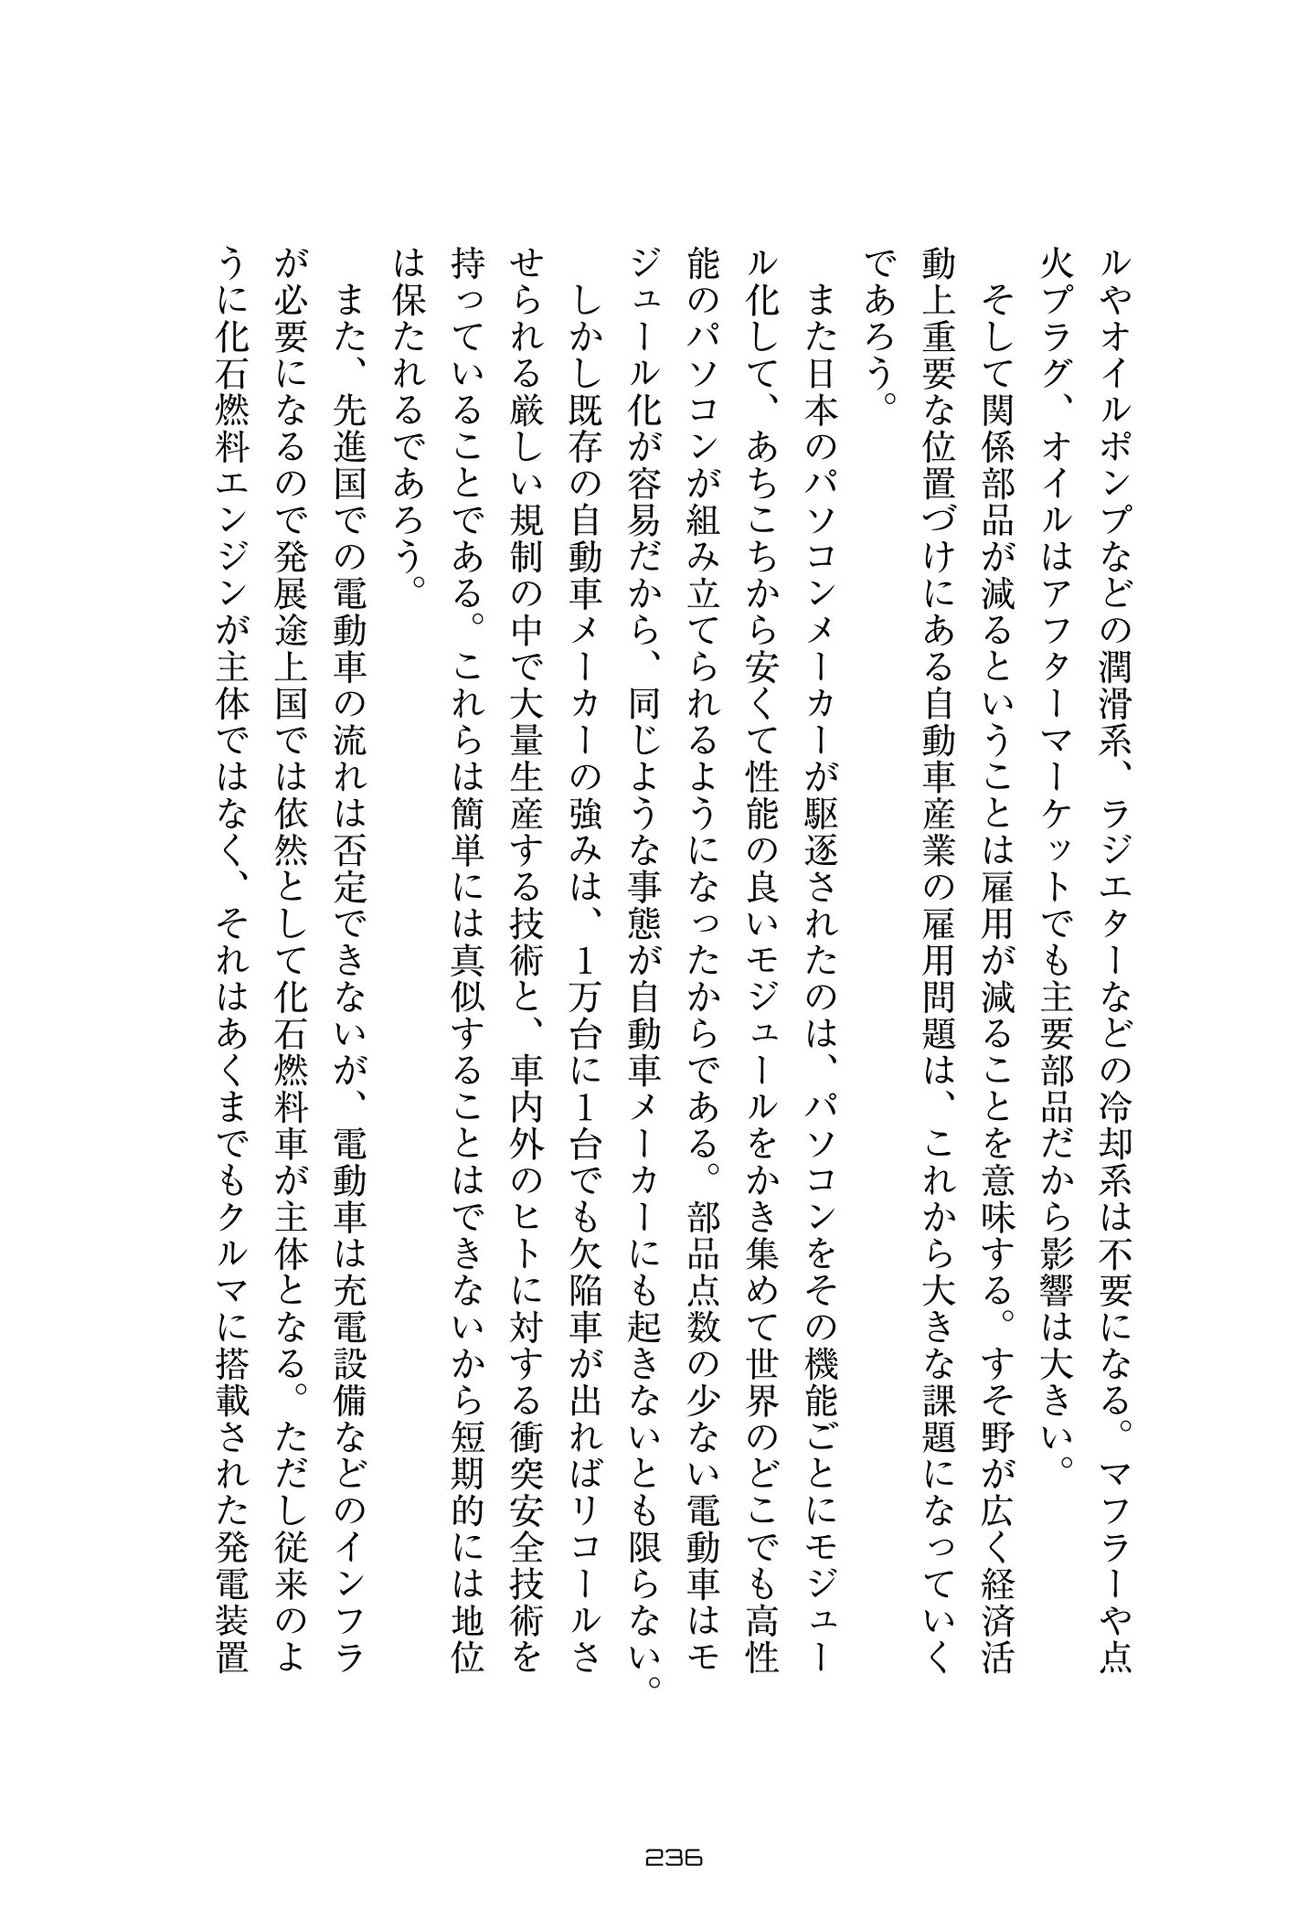 ルやオイルポンプなどの潤滑系、ラジエターなどの冷却系は不要になる。マフラーや点
火プラグ、オイルはアフターマーケットでも主要部品だから影響は大きい。
そして関係部品が減るということは雇用が減ることを意味する。すそ野が広く経済活
動上重要な位置づけにある自動車産業の雇用問題は、これから大きな課題になっていく
であろう。
また日本のパソコンメーカーが駆逐されたのは、パソコンをその機能ごとにモジュー
ル化して、あちこちから安くて性能の良いモジュールをかき集めて世界のどこでも高性
能のパソコンが組み立てられるようになったからである。部品点数の少ない電動車はモ
ジュール化が容易だから、同じような事態が自動車メーカーにも起きないとも限らない。
しかし既存の自動車メーカーの強みは、1万台に1台でも欠陥車が出ればリコールさ
せられる厳しい規制の中で大量生産する技術と、車内外のヒトに対する衝突安全技術を
持っていることである。これらは簡単には真似することはできないから短期的には地位
は保たれるであろう。
また、先進国での電動車の流れは否定できないが、電動車は充電設備などのインフラ
が必要になるので発展途上国では依然として化石燃料車が主体となる。ただし従来のよ
うに化石燃料エンジンが主体ではなく、それはあくまでもクルマに搭載された発電装置
236